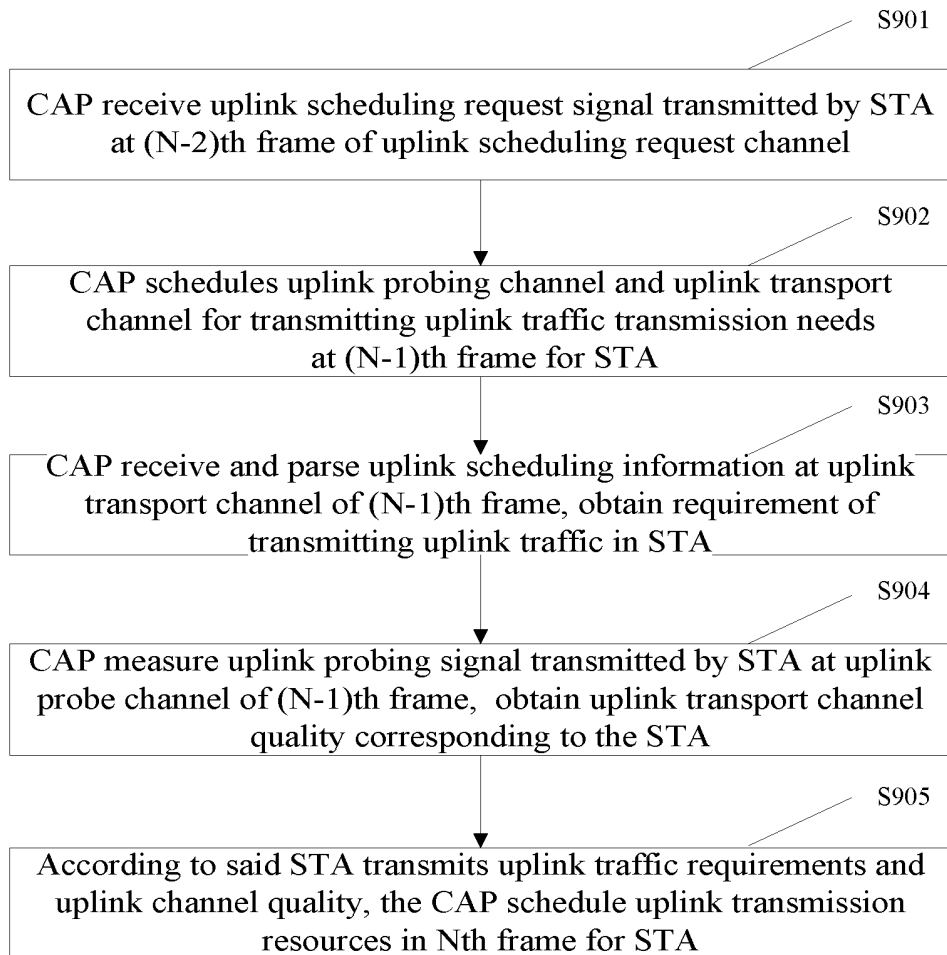 S901
CAP receive uplink scheduling request signal transmitted by STA
at (N-2)th frame of uplink scheduling request channel
S902
CAP schedules uplink probing channel and uplink transport
channel for transmitting uplink traffic transmission needs
at (N-1)th frame for STA
S903
CAP receive and parse uplink scheduling information at uplink
transport channel of (N-1)th frame, obtain requirement of
transmitting uplink traffic in STA
S904
CAP measure uplink probing signal transmitted by STA at uplink
probe channel of (N-1)th frame, obtain uplink transport channel
quality corresponding to the STA
S905
According to said STA transmits uplink traffic requirements and
uplink channel quality, the CAP schedule uplink transmission
resources in Nth frame for STA